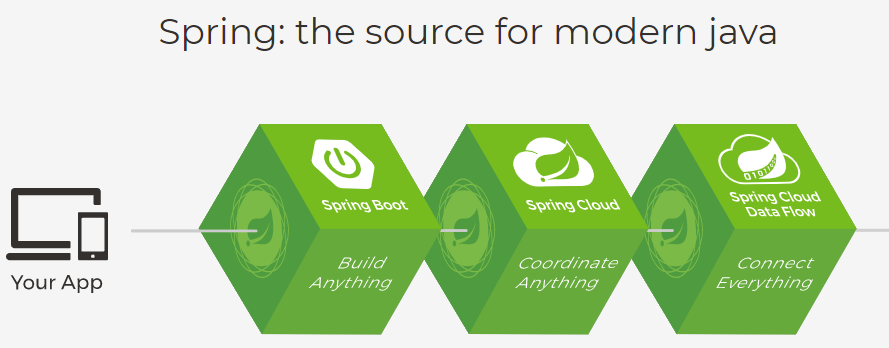 Spring: the source for modern java
Spring Boot
Spring Cloud
Spring Cloud
Data Flow
Your App
Build
Anything
Coordinate
Anything
Connect
Everything